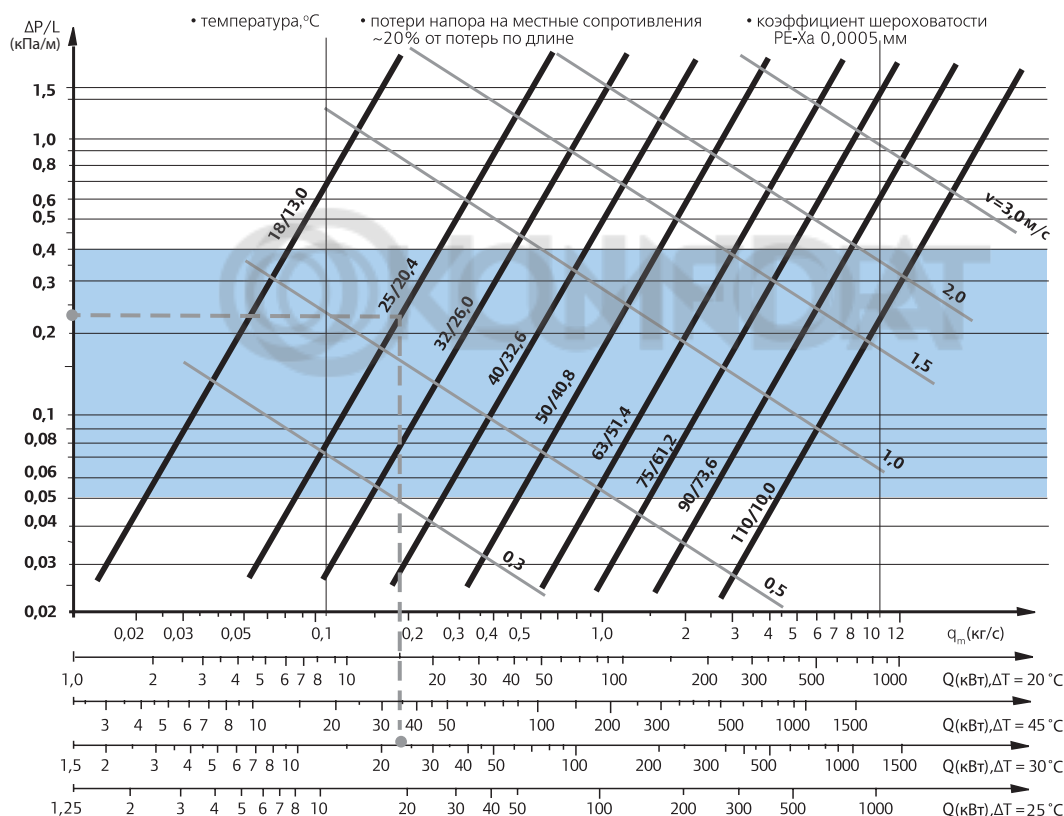 ΔP/L
(кПа/м)
• температура,°C
• потери напора на местные сопротивления
~20% от потерь по длине
• коэффициент шероховатости
PE-Xa 0,0005 мм
1,5
1,0
0,8
0,6
0,5
0,4
0,3
0,2
0,1
0,08
0,06
0,05
0,04
0,03
0,02
18/13,0
25/20,4
32/26,0
40/32,6
50/40,8
63/51,4
75/61,2
90/73,6
110/10,0
v=3,0 м/с
2,0
1,5
1,0
0,5
0,3
0,02 0,03 0,05 0,1 0,2 0,3 0,4 0,5 1,0 2 3 4 5 6 7 8 10 12 qm(кг/с)
1,0 2 3 4 5 6 7 8 10 20 30 40 50 100 200 300 500 1000 Q(кВт),ΔT = 20 °C
3 4 5 6 7 8 10 20 30 40 50 100 200 300 500 1000 1500 Q(кВт),ΔT = 45 °C
1,5 2 3 4 5 6 7 8 10 20 30 40 50 100 200 300 500 1000 1500 Q(кВт),ΔT = 30 °C
1,25 2 3 4 5 6 7 8 10 20 30 40 50 100 200 300 500 1000 Q(кВт),ΔT = 25 °C